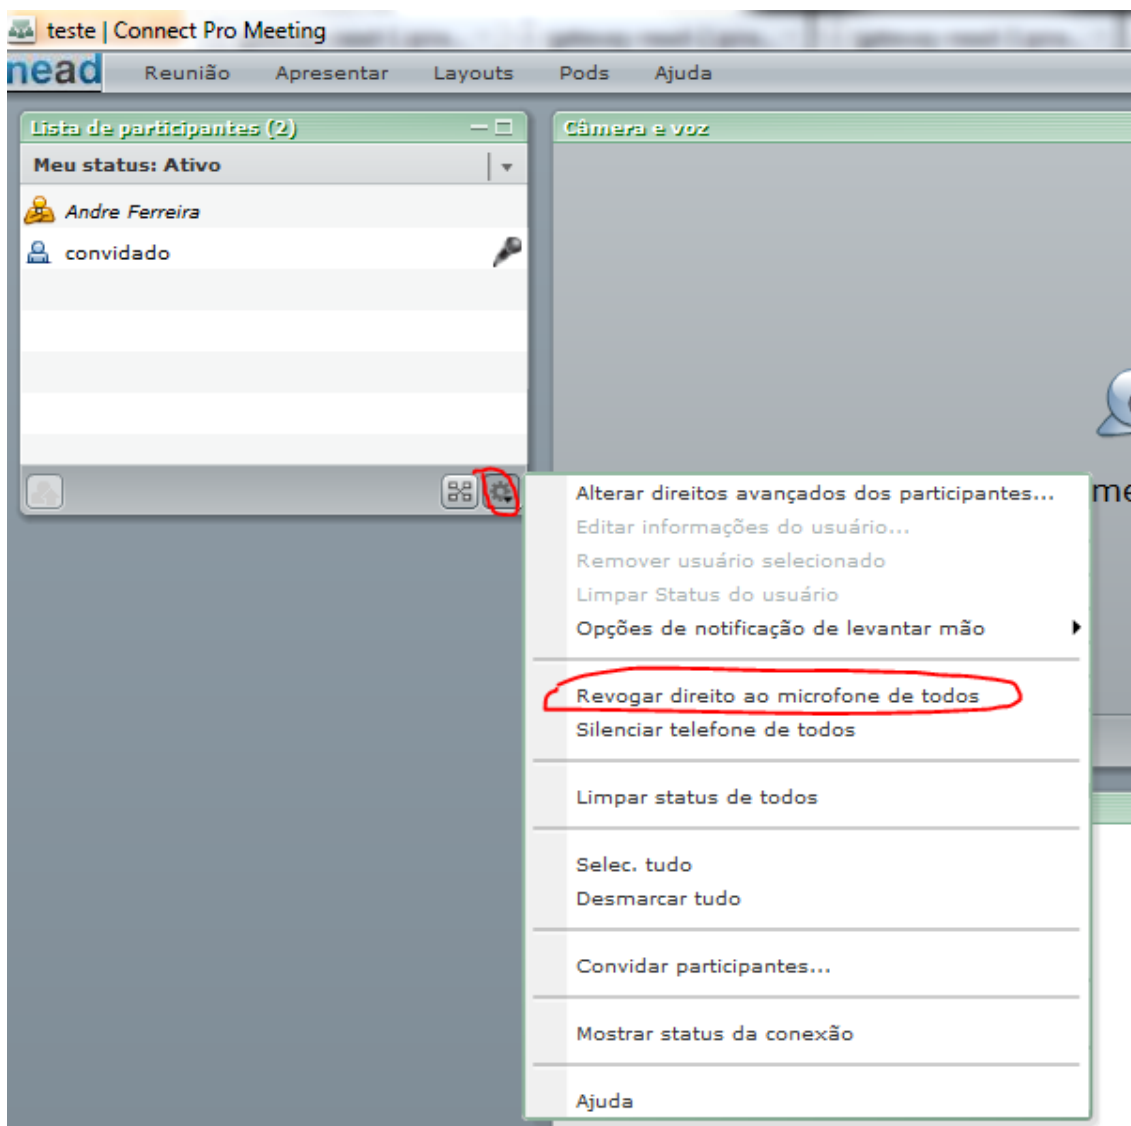 teste | Connect Pro Meeting
nead
Reunião Apresentar Layouts Pods Ajuda
Lista de participantes (2)
Câmera e voz
Meu status: Ativo
Andre Ferreira
convidado
Alterar direitos avançados dos participantes...
Editar informações do usuário...
Remover usuário selecionado
Limpar Status do usuário
Opções de notificação de levantar mão
Revogar direito ao microfone de todos
Silenciar telefone de todos
Limpar status de todos
Selec. tudo
Desmarcar tudo
Convidar participantes...
Mostrar status da conexão
Ajuda